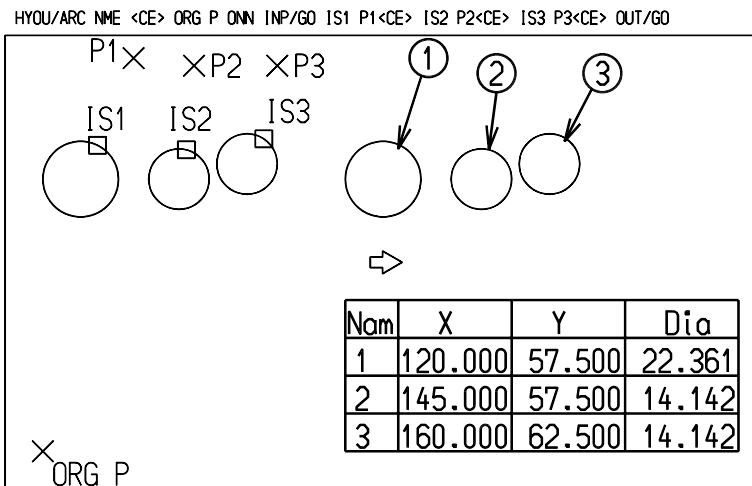 HYOU/ARC NME <CE> ORG P ONN INP/GO IS1 P1<CE> IS2 P2<CE> IS3 P3<CE> OUT/GO
P1 P2 P3
IS1 IS2 IS3
1 2 3
Nam X Y Dia
1 120.000 57.500 22.361
2 145.000 57.500 14.142
3 160.000 62.500 14.142
ORG P